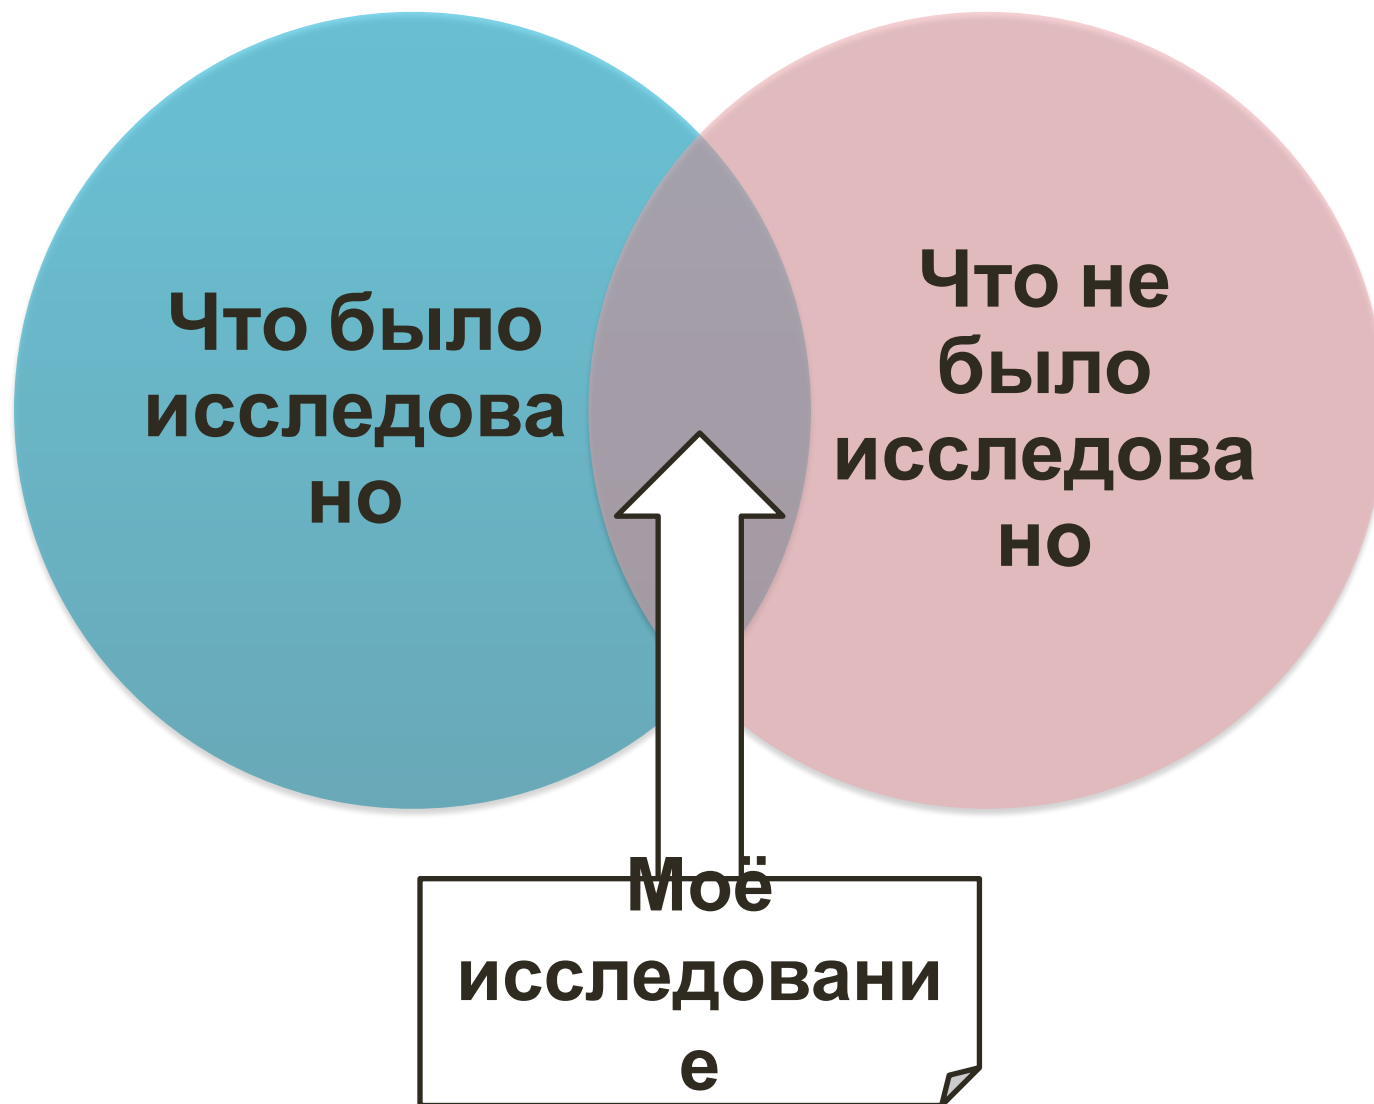 Что было
исследова
но
Что не
было
исследова
но
Моё
исследовани
е